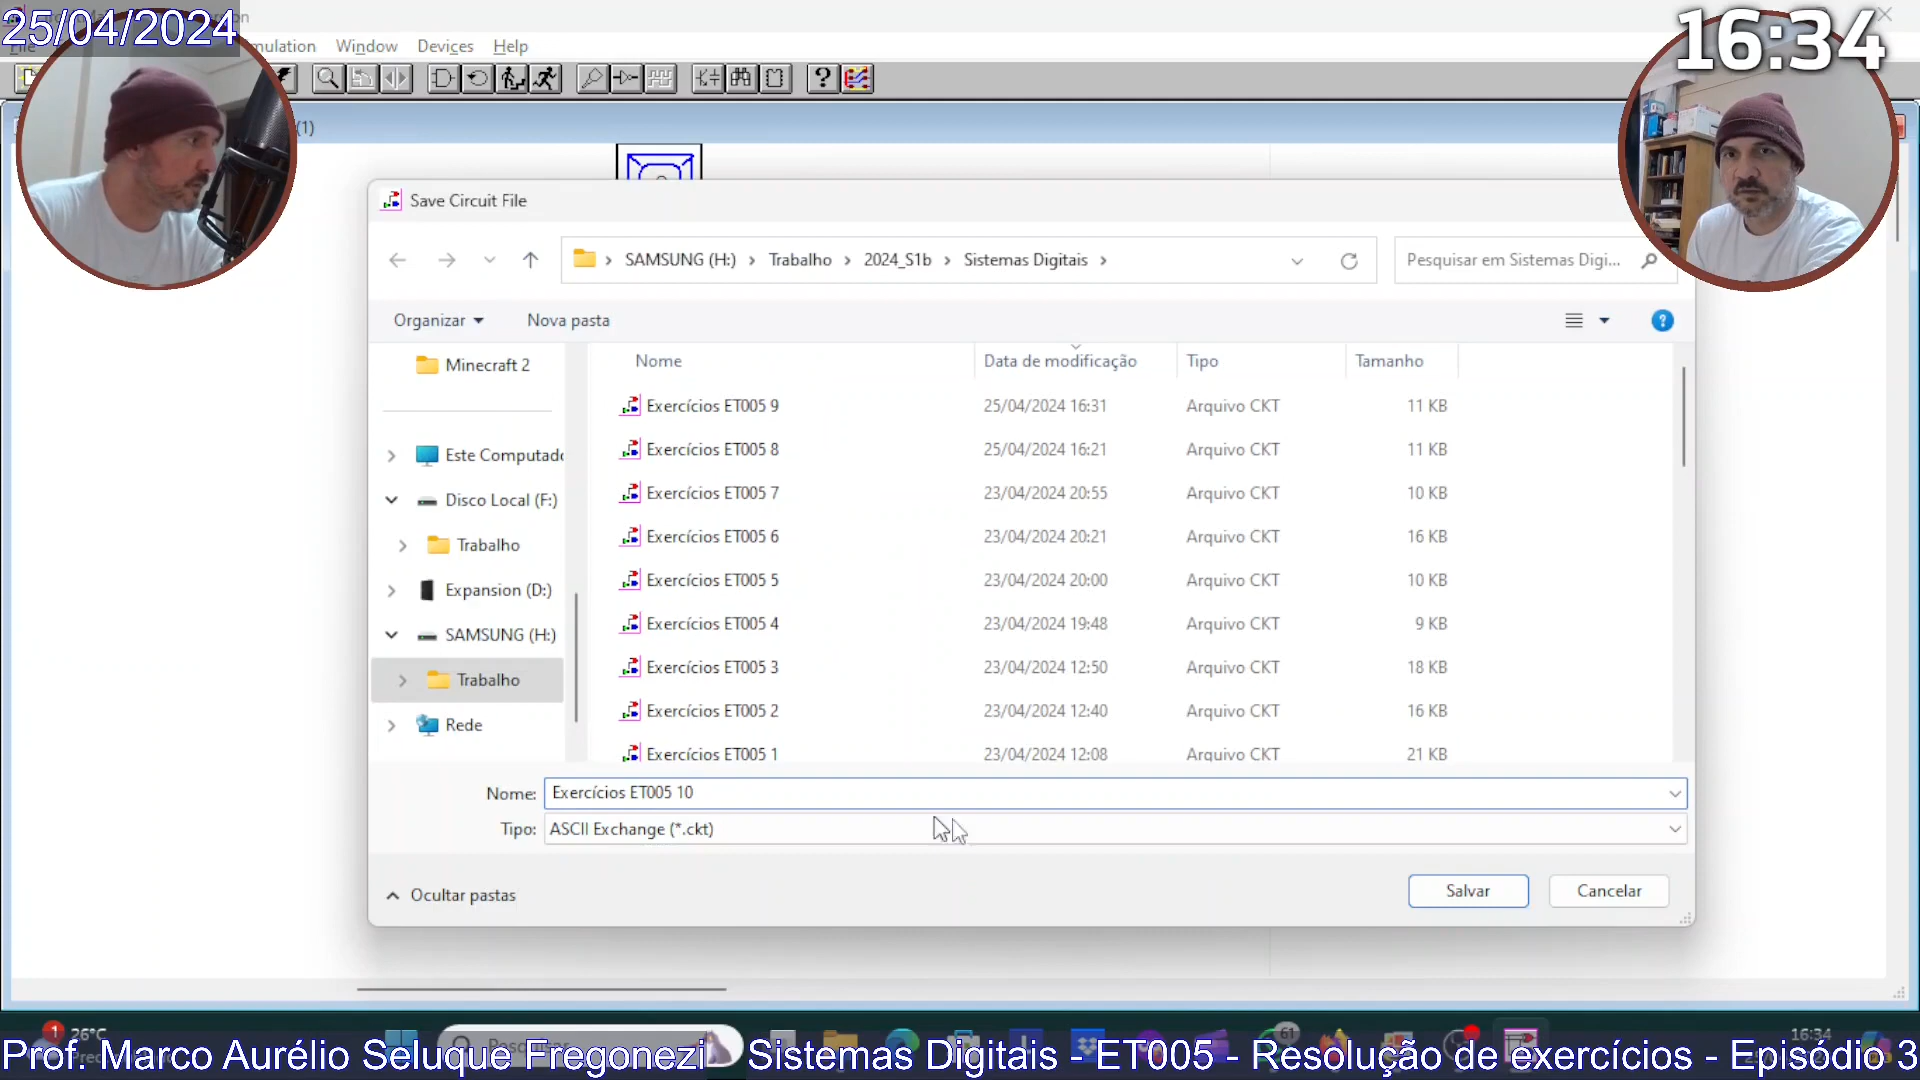 25/04/2024
16:34
Window Devices Help
(1)
Save Circuit File
SAMSUNG (H:) > Trabalho > 2024_S1b > Sistemas Digitais >
Pesquisar em Sistemas Digi...
Organizar
Nova pasta
Nome Data de modificação Tipo Tamanho
Minecraft 2
Este Computado
Disco Local (F:)
Trabalho
Expansion (D:)
SAMSUNG (H:)
Trabalho
Rede
Exercícios ET005 9 25/04/2024 16:31 Arquivo CKT 11 KB
Exercícios ET005 8 25/04/2024 16:21 Arquivo CKT 11 KB
Exercícios ET005 7 23/04/2024 20:55 Arquivo CKT 10 KB
Exercícios ET005 6 23/04/2024 20:21 Arquivo CKT 16 KB
Exercícios ET005 5 23/04/2024 20:00 Arquivo CKT 10 KB
Exercícios ET005 4 23/04/2024 19:48 Arquivo CKT 9 KB
Exercícios ET005 3 23/04/2024 12:50 Arquivo CKT 18 KB
Exercícios ET005 2 23/04/2024 12:40 Arquivo CKT 16 KB
Exercícios ET005 1 23/04/2024 12:08 Arquivo CKT 21 KB
Nome: Exercícios ET005 10
Tipo: ASCII Exchange (*.ckt)
Ocultar pastas
Salvar
Cancelar
1
26°C
61
16:34
Prof. Marco Aurélio Seluque Fregonezi Sistemas Digitais - ET005 - Resolução de exercícios - Episódio 3